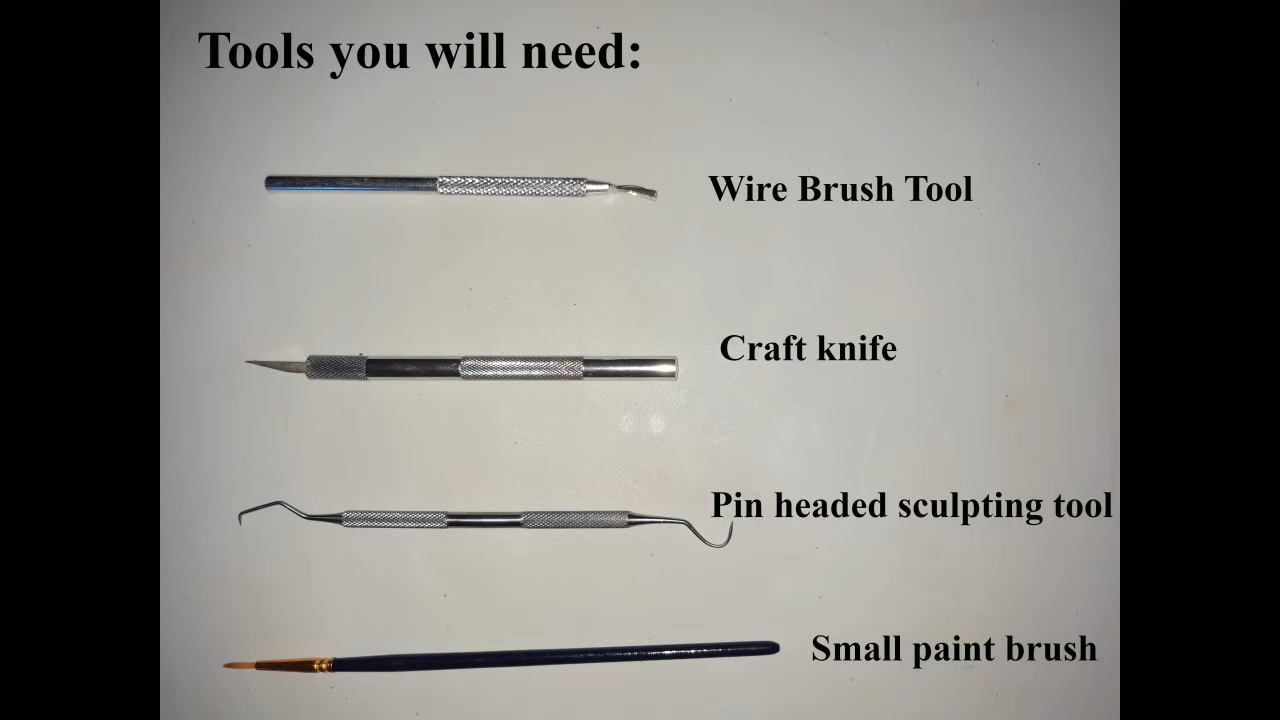 Tools you will need:
Wire Brush Tool
Craft knife
Pin headed sculpting tool
Small paint brush